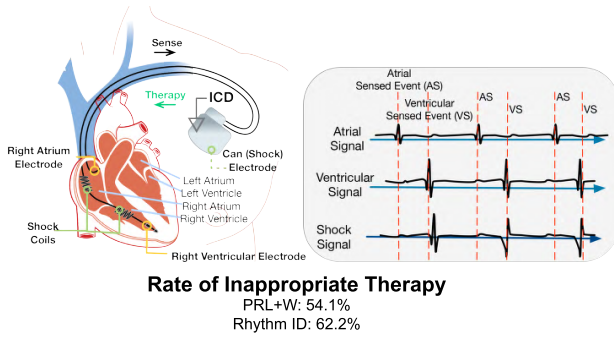 Sense
Therapy
ICD
Can (Shock)
Electrode
Right Atrium
Electrode
Left Atrium
Left Ventricle
Right Atrium
Right Ventricle
Shock
Coils
Right Ventricular Electrode
Atrial
Sensed Event (AS)
Ventricular
Sensed Event (VS)
AS
VS
AS
VS
Atrial
Signal
Ventricular
Signal
Shock
Signal
Rate of Inappropriate Therapy
PRL+W: 54.1%
Rhythm ID: 62.2%